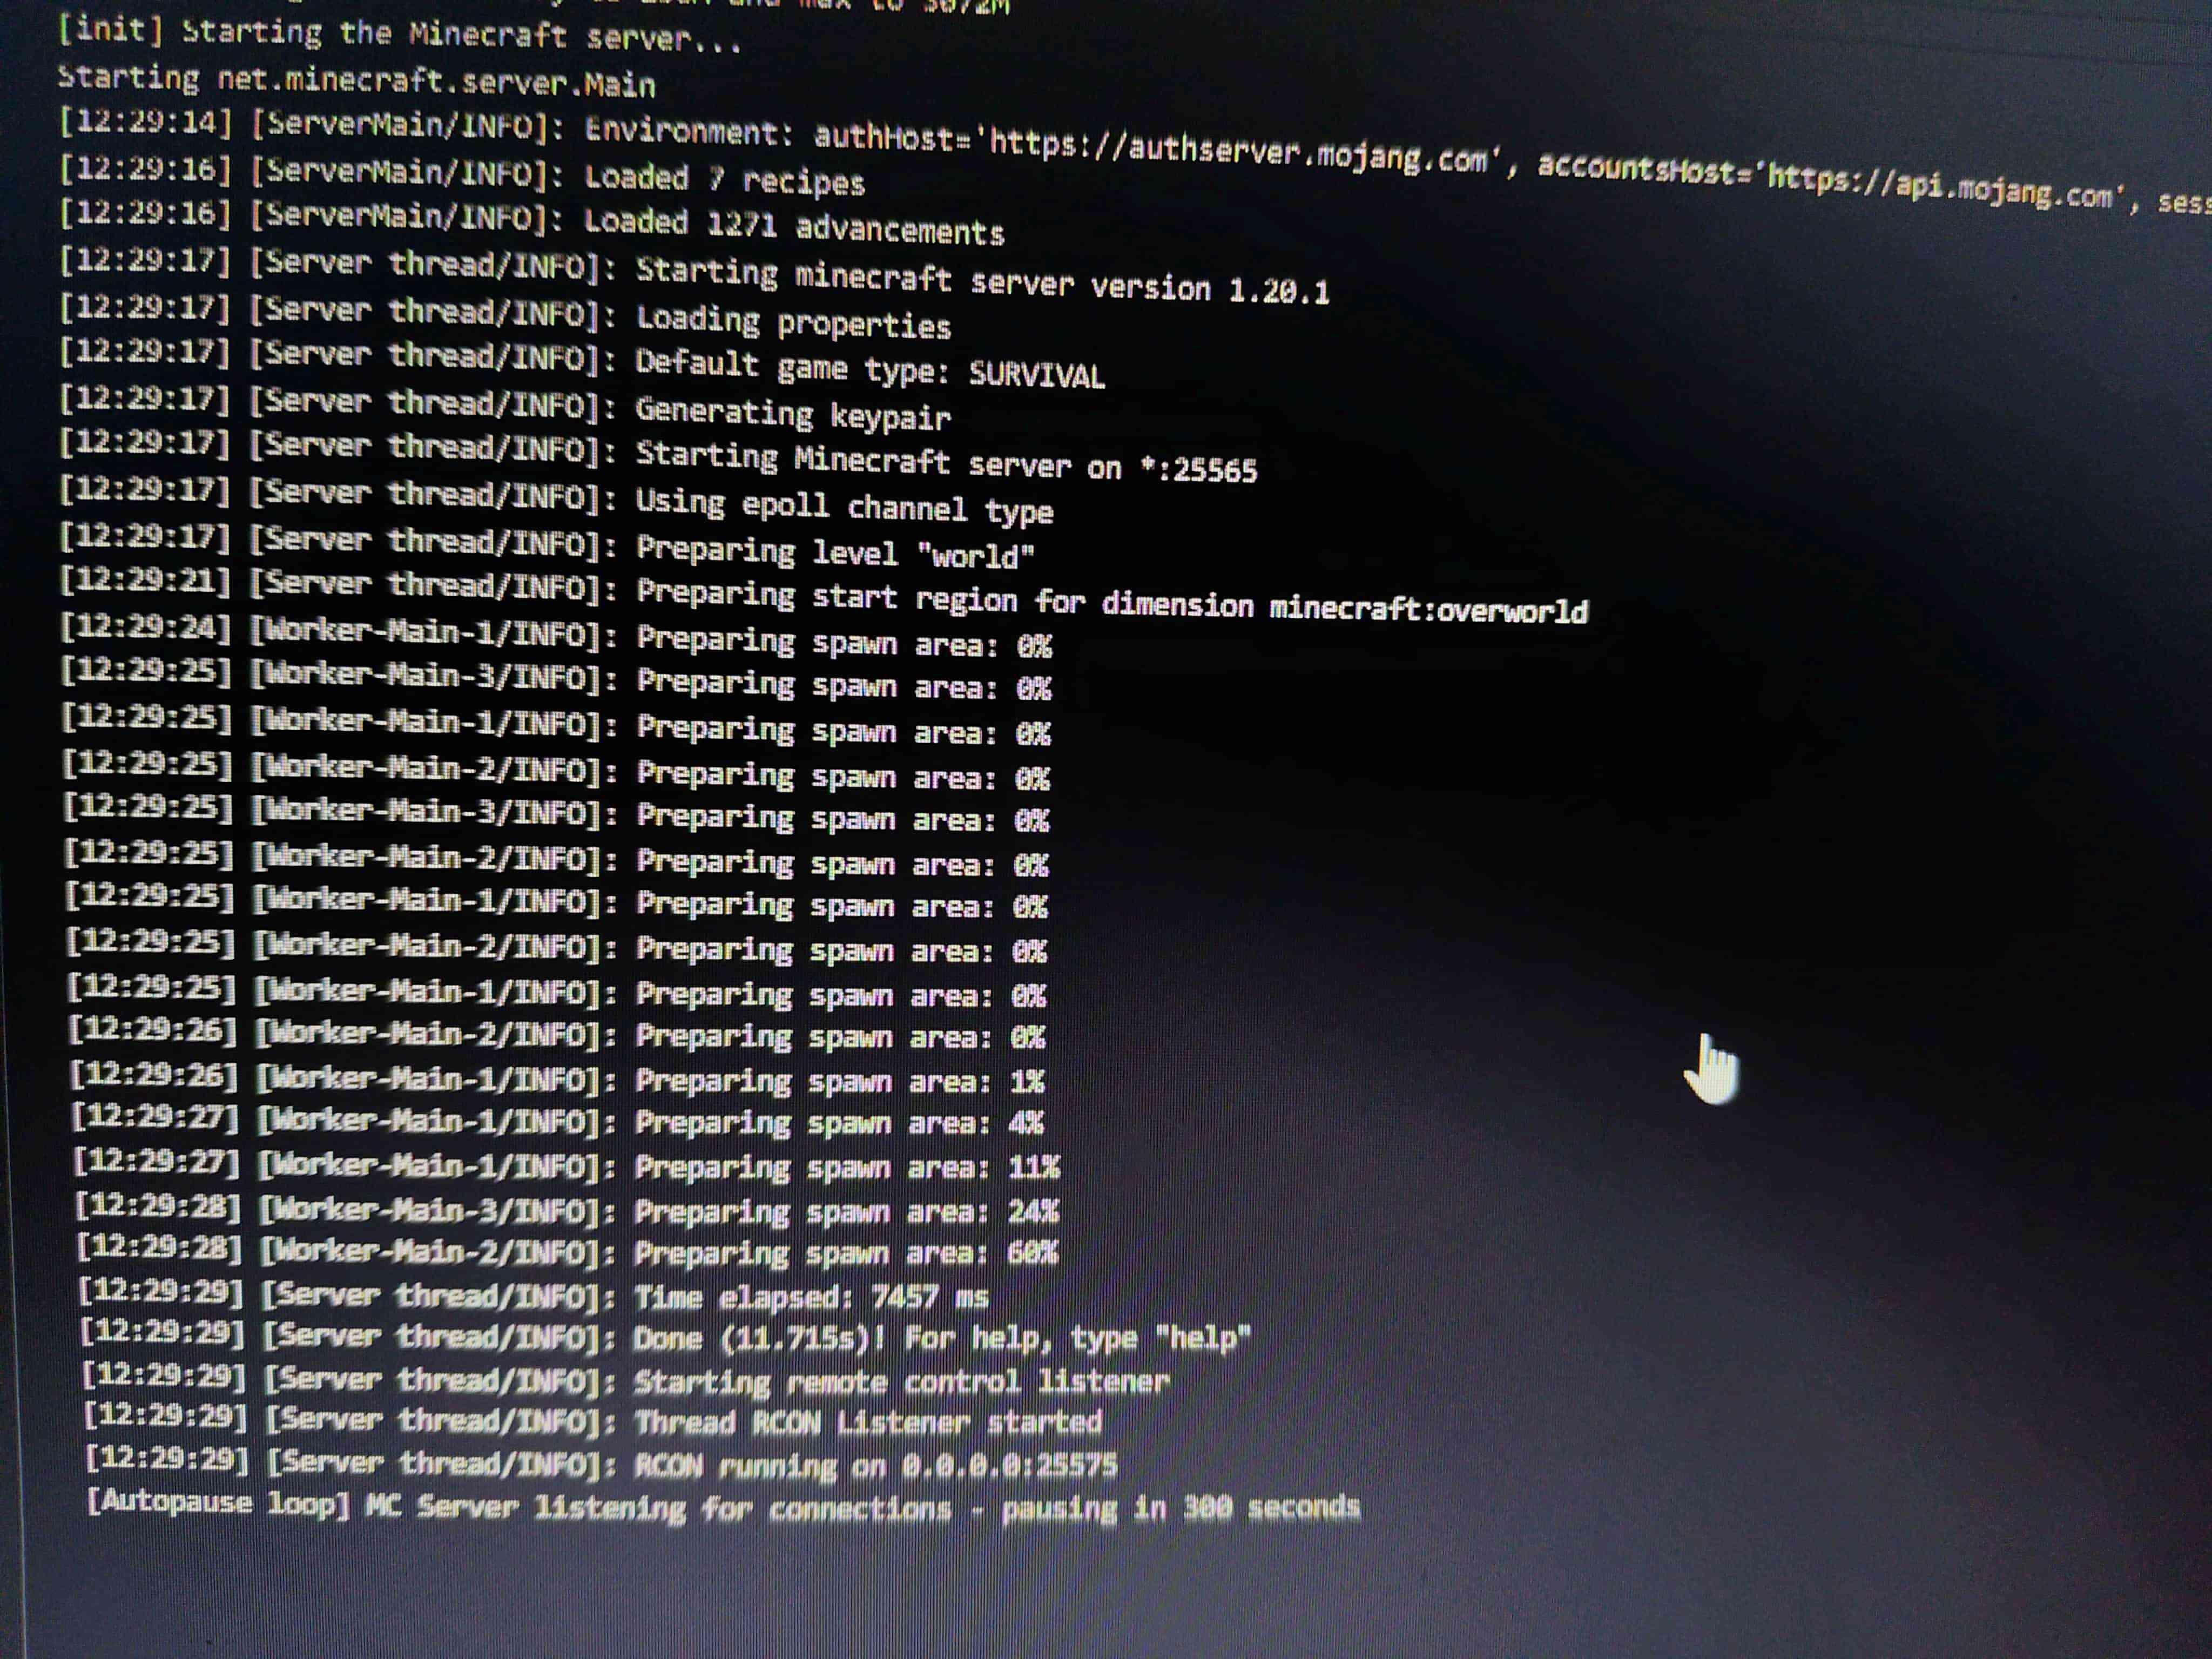 max to 3072M
[init] Starting the Minecraft server...
Starting net.minecraft.server.Main
[12:29:14] [ServerMain/INFO]: Environment: authHost='https://authserver.mojang.com', accountsHost='https://api.mojang.com', sess
[12:29:16] [ServerMain/INFO]: Loaded 7 recipes
[12:29:16] [ServerMain/INFO]: Loaded 1271 advancements
[12:29:17] [Server thread/INFO]: Starting minecraft server version 1.20.1
[12:29:17] [Server thread/INFO]: Loading properties
[12:29:17] [Server thread/INFO]: Default game type: SURVIVAL
[12:29:17] [Server thread/INFO]: Generating keypair
[12:29:17] [Server thread/INFO]: Starting Minecraft server on *:25565
[12:29:17] [Server thread/INFO]: Using epoll channel type
[12:29:17] [Server thread/INFO]: Preparing level "world"
[12:29:21] [Server thread/INFO]: Preparing start region for dimension minecraft:overworld
[12:29:24] [Worker-Main-1/INFO]: Preparing spawn area: 0%
[12:29:25] [Worker-Main-3/INFO]: Preparing spawn area: 0%
[12:29:25] [Worker-Main-1/INFO]: Preparing spawn area: 0%
[12:29:25] [Worker-Main-2/INFO]: Preparing spawn area: 0%
[12:29:25] [Worker-Main-3/INFO]: Preparing spawn area: 0%
[12:29:25] [Worker-Main-2/INFO]: Preparing spawn area: 0%
[12:29:25] [Worker-Main-1/INFO]: Preparing spawn area: 0%
[12:29:25] [Worker-Main-2/INFO]: Preparing spawn area: 0%
[12:29:25] [Worker-Main-1/INFO]: Preparing spawn area: 0%
[12:29:26] [Worker-Main-2/INFO]: Preparing spawn area: 0%
[12:29:26] [Worker-Main-1/INFO]: Preparing spawn area: 1%
[12:29:27] [Worker-Main-1/INFO]: Preparing spawn area: 4%
[12:29:27] [Worker-Main-1/INFO]: Preparing spawn area: 11%
[12:29:28] [Worker-Main-3/INFO]: Preparing spawn area: 24%
[12:29:28] [Worker-Main-2/INFO]: Preparing spawn area: 60%
[12:29:29] [Server thread/INFO]: Time elapsed: 7457 ms
[12:29:29] [Server thread/INFO]: Done (11.715s)! For help, type "help"
[12:29:29] [Server thread/INFO]: Starting remote control listener
[12:29:29] [Server thread/INFO]: Thread RCON Listener started
[12:29:29] [Server thread/INFO]: RCON running on 0.0.0.0:25575
[Autopause loop] MC Server listening for connections - pausing in 300 seconds